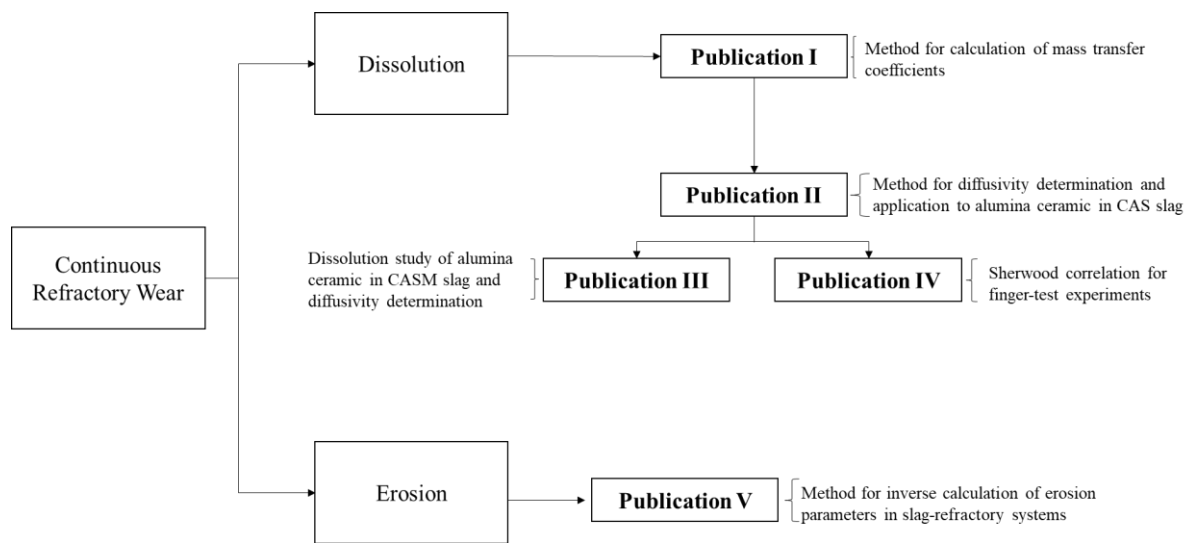 Dissolution
Publication I
Method for calculation of mass transfer
coefficients
Publication II
Method for diffusivity determination and
application to alumina ceramic in CAS slag
Continuous
Refractory Wear
Dissolution study of alumina
ceramic in CASM slag and
diffusivity determination
Publication III
Publication IV
Sherwood correlation for
finger-test experiments
Erosion
Publication V
Method for inverse calculation of erosion
parameters in slag-refractory systems